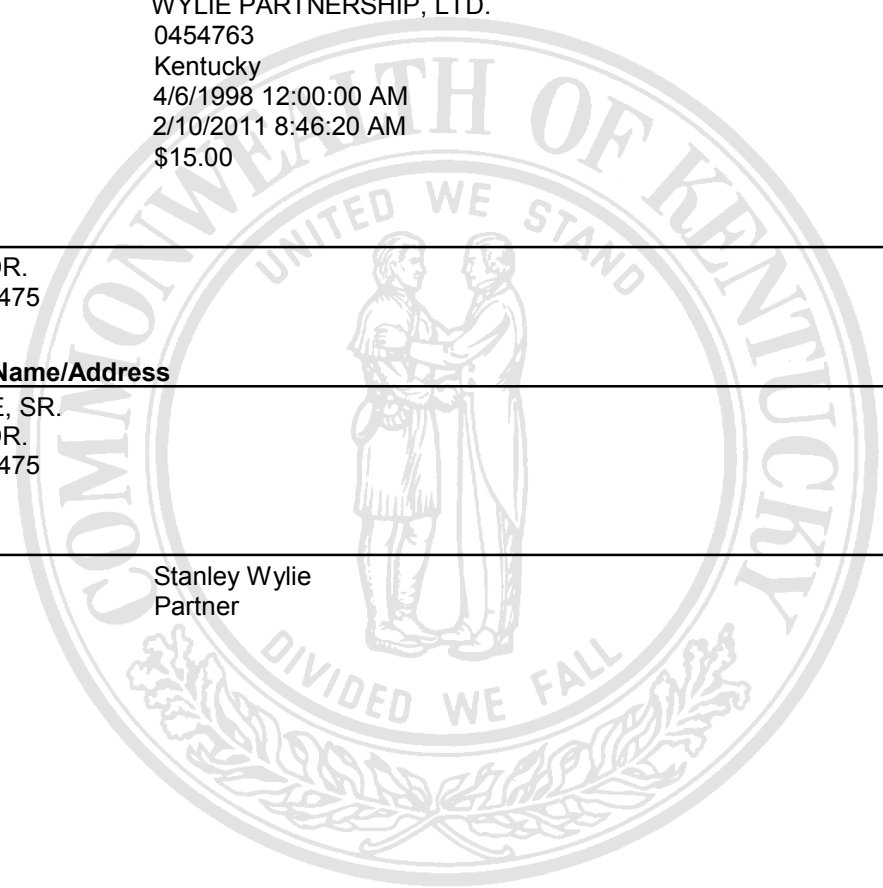 WYLIE PARTNERSHIP, LTD.
0454763
Kentucky
4/6/1998 12:00:00 AM
2/10/2011 8:46:20 AM
$15.00
COMMONWEALTH OF KENTUCKY
UNITED WE STAND
DR.
475
Name/Address
E, SR.
DR.
475
Stanley Wylie
Partner
DIVIDED WE FALL